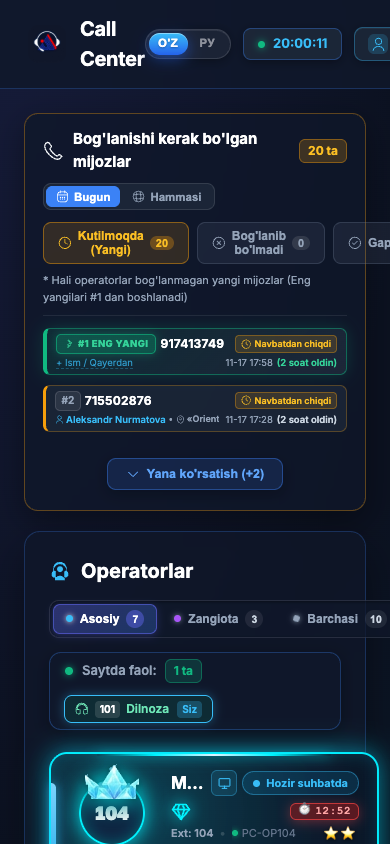 Call
Center
O'Z
РУ
20:00:11
Bog'lanishi kerak bo'lgan
mijozlar
20 ta
Bugun
Hammasi
Kutilmoqda
(Yangi)
20
Bog'lanib
bo'lmadi
0
* Hali operatorlar bog'lanmagan yangi mijozlar (Eng
yangilari #1 dan boshlanadi)
#1 ENG YANGI 917413749 Navbatdan chiqdi
+ Ism / Qayerdan 11-17 17:58 (2 soat oldin)
#2 715502876 Navbatdan chiqdi
Aleksandr Nurmatova • «Orient 11-17 17:28 (2 soat oldin)
Yana ko'rsatish (+2)
Operatorlar
Asosiy 7 Zangiota 3 Barchasi 10
Saytda faol: 1 ta
101 Dilnoza Siz
M... Hozir suhbatda
104
12:52
Ext: 104 • PC-OP104